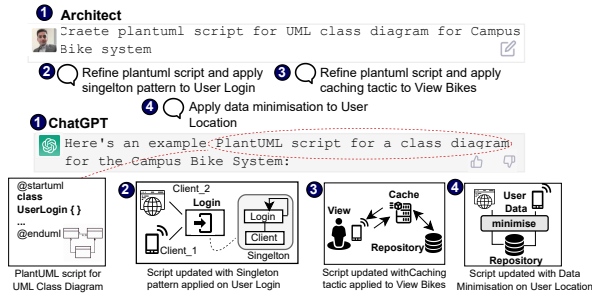 1 Architect
Craete plantuml script for UML class diagram for Campus
Bike system
2 Refine plantuml script and apply
singelton pattern to User Login
3 Refine plantuml script and apply
caching tactic to View Bikes
4 Apply data minimisation to User
Location
1 ChatGPT
Here's an example PlantUML script for a class diagram
for the Campus Bike System:
@startuml
class
UserLogin { }
...
@enduml
PlantUML script for
UML Class Diagram
2
Client_2
Login
Client_1
Login
Client
Singelton
Script updated with Singleton
pattern applied on User Login
3
Cache
View
Repository
Script updated withCaching
tactic applied to View Bikes
4
User
Data
minimise
Repository
Script updated with Data
Minimisation on User Location